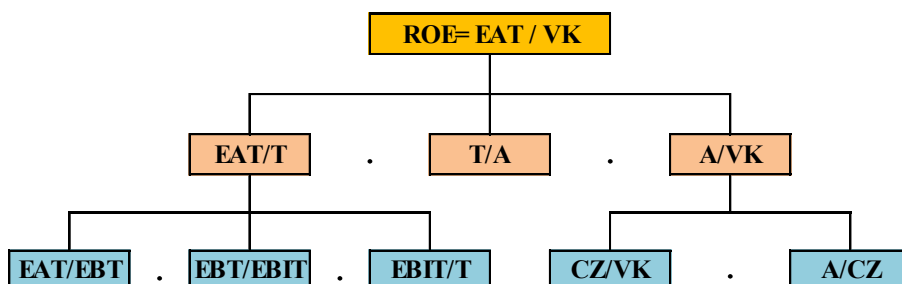 ROE= EAT / VK
EAT/T . T/A . A/VK
EAT/EBT . EBT/EBIT . EBIT/T CZ/VK . A/CZ